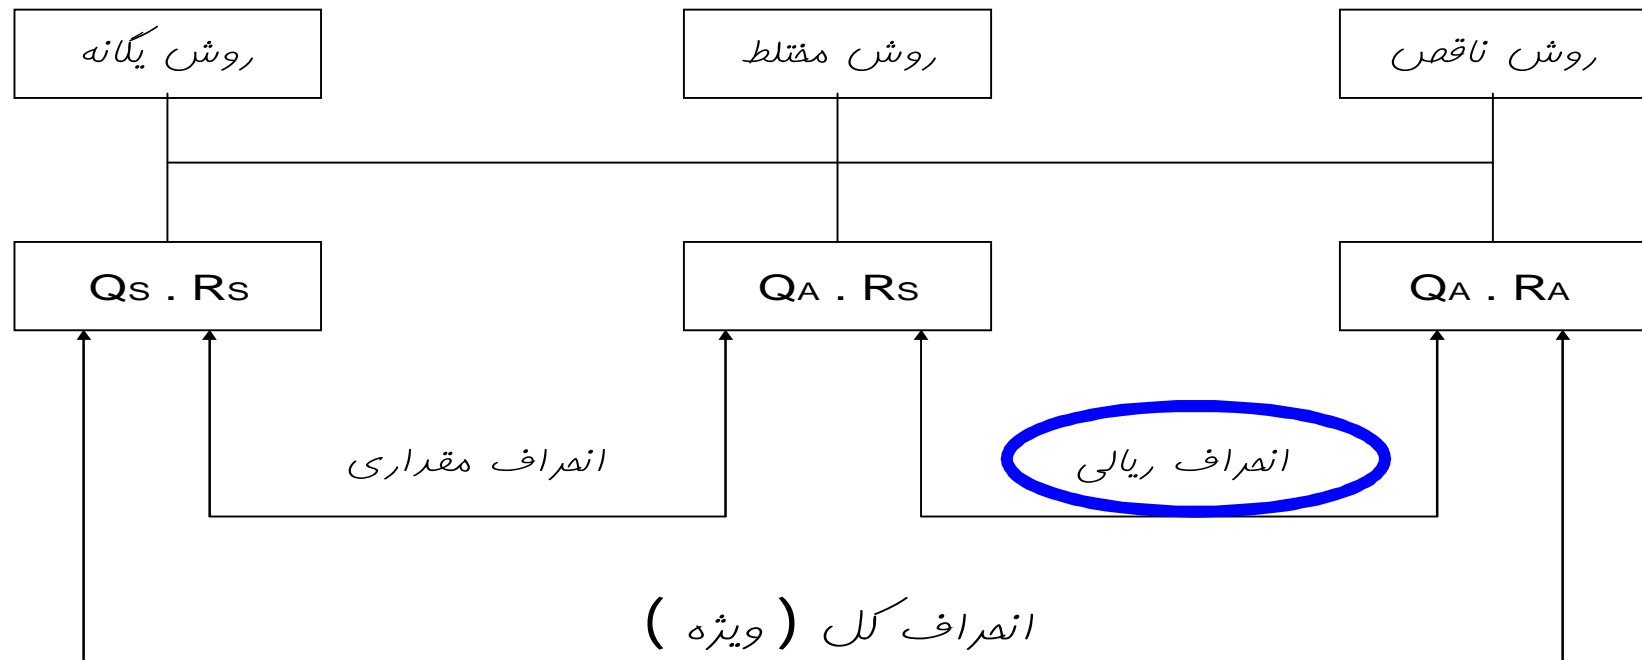 روش ناقص
روش مختلط
روش یگانه
QA . RA
QA . RS
QS . RS
انحراف ریالی
انحراف مقداری
انحراف کل ( ویژه )